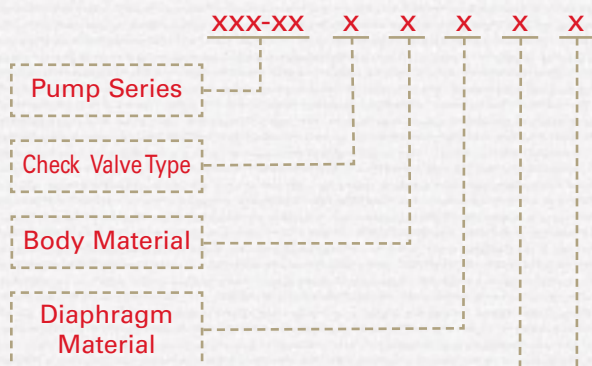 xxx-xx x x x x x
Pump Series
Check Valve Type
Body Material
Diaphragm
Material